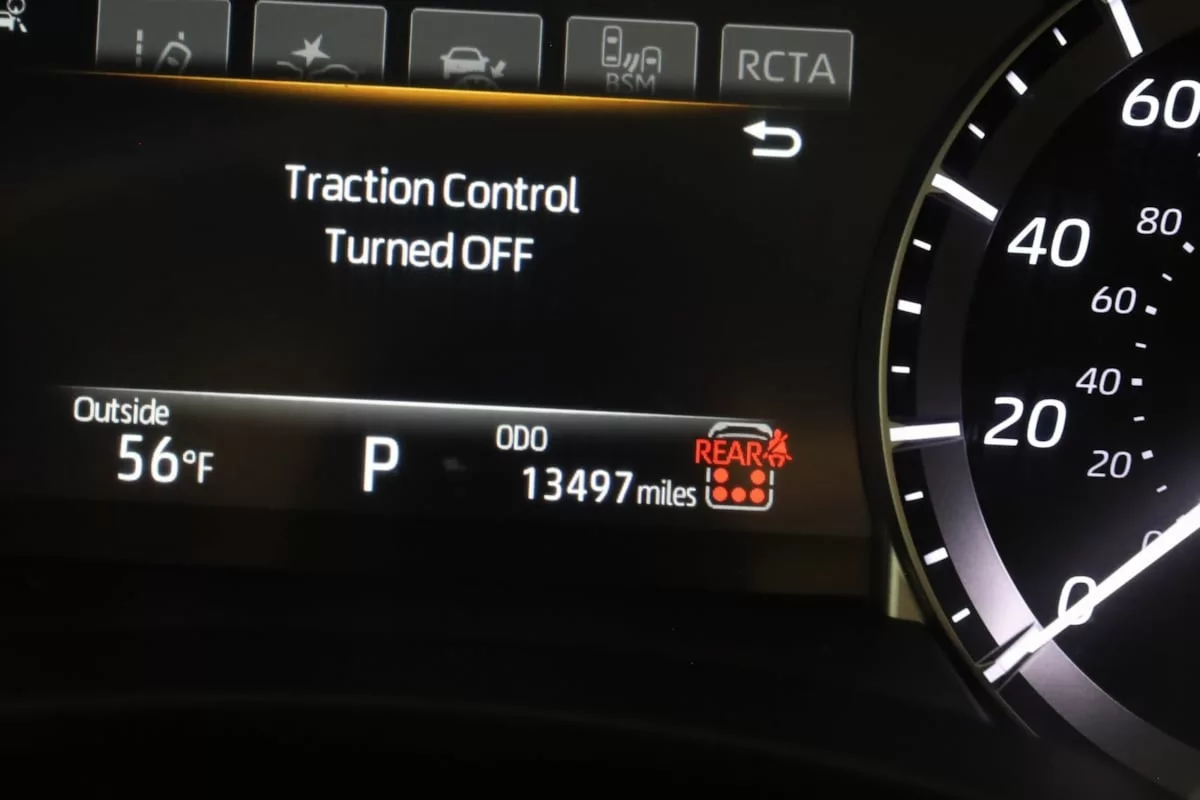 BSM
RCTA
Traction Control
Turned OFF
Outside
56°F
P
ODO
13497 miles
REAR
60
40
20
0
80
60
40
20
0